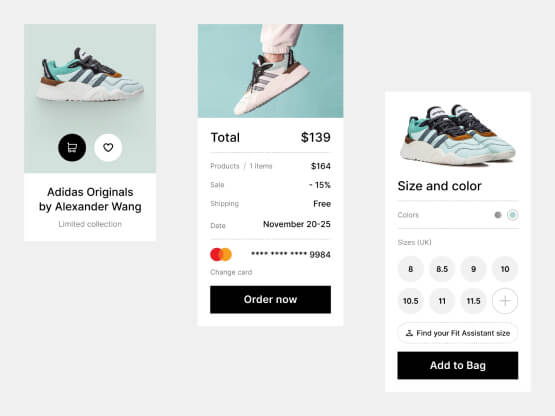 Adidas Originals
by Alexander Wang
Limited collection
Total $139
Products / 1 items $164
Sale - 15%
Shipping Free
Date November 20-25
**** **** **** 9984
Change card
Order now
Size and color
Colors
Sizes (UK)
8 8.5 9 10
10.5 11 11.5
Find your Fit Assistant size
Add to Bag